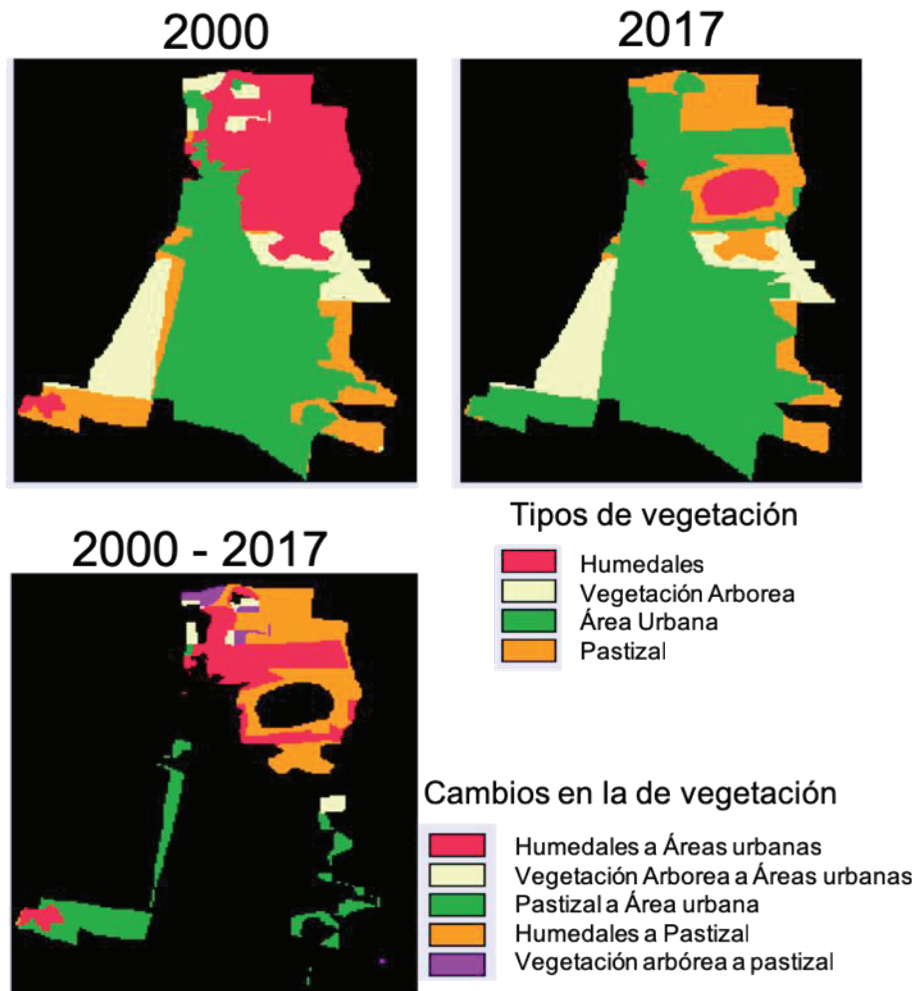 2000
2017
Tipos de vegetación
Humedales
Vegetación Arborea
Área Urbana
Pastizal
2000 - 2017
Cambios en la de vegetación
Humedales a Áreas urbanas
Vegetación Arborea a Áreas urbanas
Pastizal a Área urbana
Humedales a Pastizal
Vegetación arbórea a pastizal